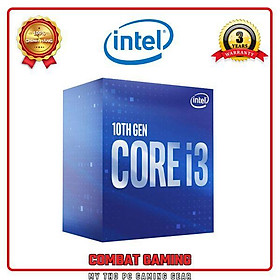 intel
3
YEARS
WARRANTY
intel
10TH GEN
CORE i3
COMBAT GAMING
MY THO PC GAMING GEAR